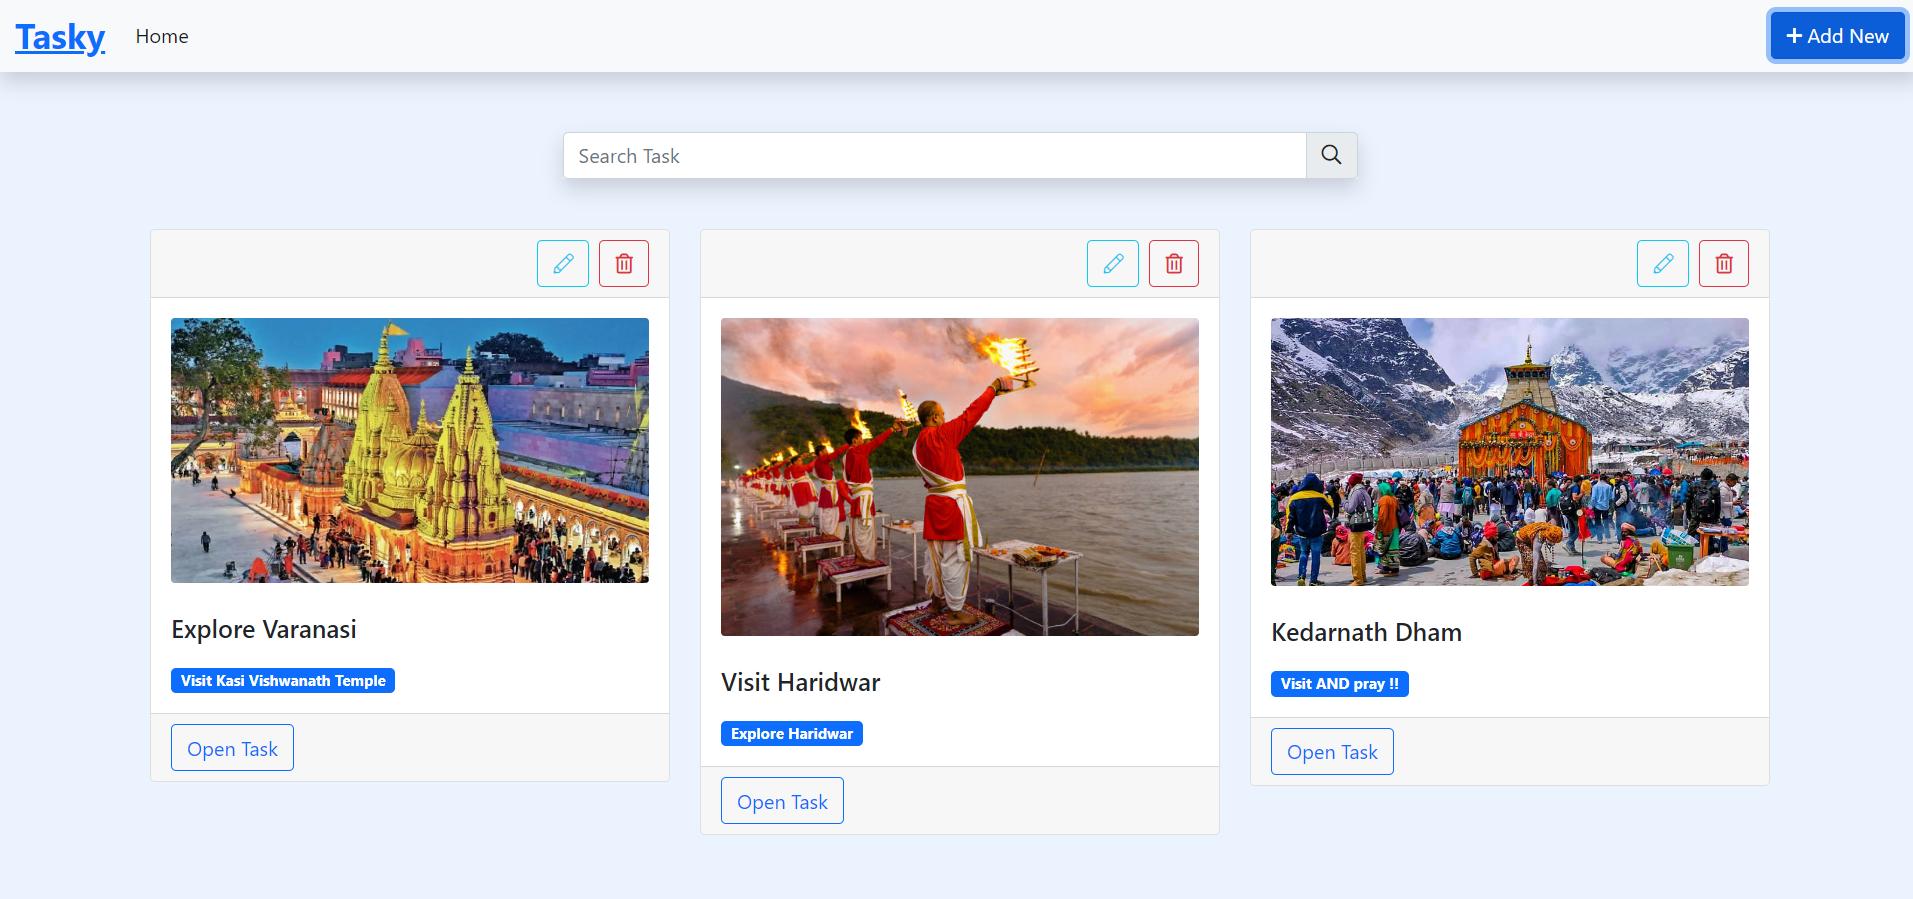 Tasky
Home
Add New
Search Task
Explore Varanasi
Visit Kasi Vishwanath Temple
Open Task
Visit Haridwar
Explore Haridwar
Open Task
Kedarnath Dham
Visit AND pray !!
Open Task